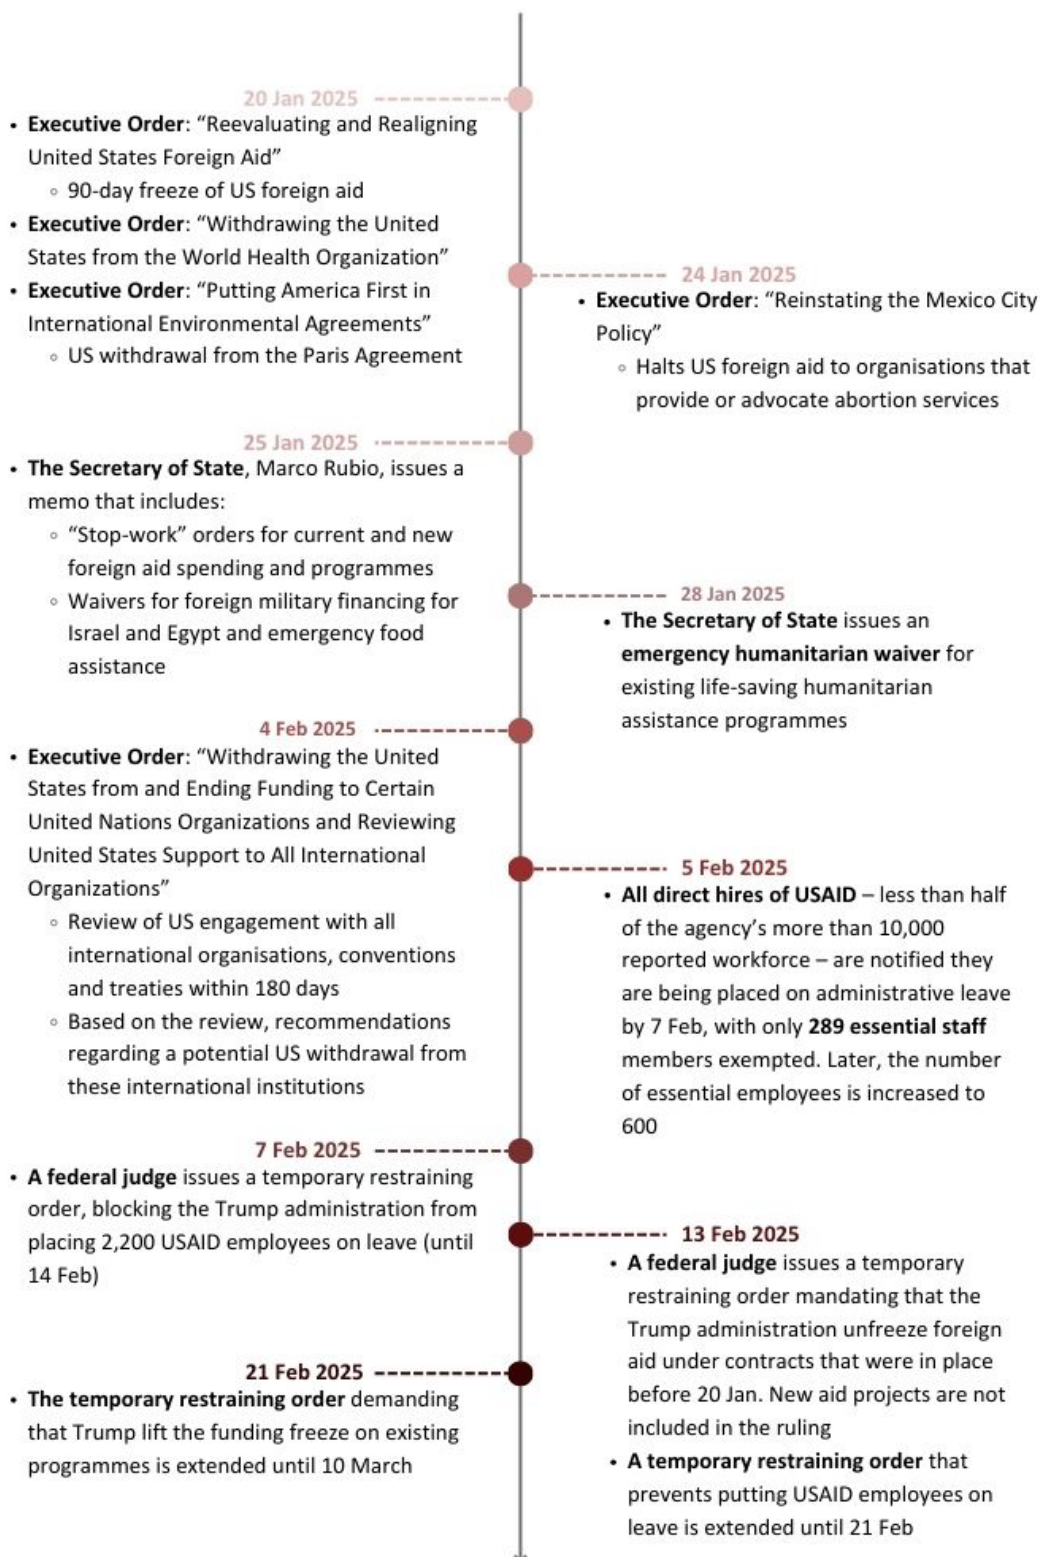 20 Jan 2025
• Executive Order: “Reevaluating and Realigning
United States Foreign Aid”
◦ 90-day freeze of US foreign aid
• Executive Order: “Withdrawing the United
States from the World Health Organization”
• Executive Order: “Putting America First in
International Environmental Agreements”
◦ US withdrawal from the Paris Agreement
24 Jan 2025
• Executive Order: “Reinstating the Mexico City
Policy”
◦ Halts US foreign aid to organisations that
provide or advocate abortion services
25 Jan 2025
• The Secretary of State, Marco Rubio, issues a
memo that includes:
◦ “Stop-work” orders for current and new
foreign aid spending and programmes
◦ Waivers for foreign military financing for
Israel and Egypt and emergency food
assistance
28 Jan 2025
• The Secretary of State issues an
emergency humanitarian waiver for
existing life-saving humanitarian
assistance programmes
4 Feb 2025
• Executive Order: “Withdrawing the United
States from and Ending Funding to Certain
United Nations Organizations and Reviewing
United States Support to All International
Organizations”
◦ Review of US engagement with all
international organisations, conventions
and treaties within 180 days
◦ Based on the review, recommendations
regarding a potential US withdrawal from
these international institutions
5 Feb 2025
• All direct hires of USAID – less than half
of the agency’s more than 10,000
reported workforce – are notified they
are being placed on administrative leave
by 7 Feb, with only 289 essential staff
members exempted. Later, the number
of essential employees is increased to
600
7 Feb 2025
• A federal judge issues a temporary restraining
order, blocking the Trump administration from
placing 2,200 USAID employees on leave (until
14 Feb)
13 Feb 2025
• A federal judge issues a temporary
restraining order mandating that the
Trump administration unfreeze foreign
aid under contracts that were in place
before 20 Jan. New aid projects are not
included in the ruling
• A temporary restraining order that
prevents putting USAID employees on
leave is extended until 21 Feb
21 Feb 2025
• The temporary restraining order demanding
that Trump lift the funding freeze on existing
programmes is extended until 10 March